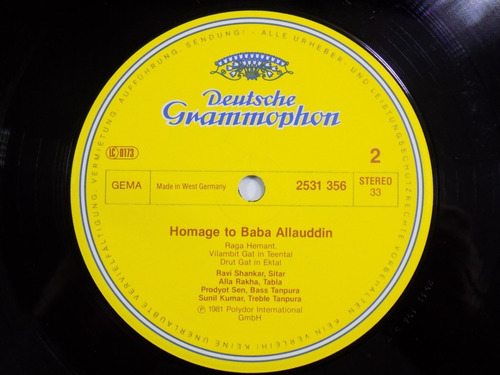 ALLE URHEBER- UND LEISTUNGSSCHUTZRECHTE VORBEHALTEN. KEIN VERLEIH! KEINE UNERLAUBTE VERVIELFÄLTIGUNG, VERMIETUNG, AUFFÜHRUNG, SENDUNG!
Deutsche
Grammophon
LC 0173
2
GEMA
Made in West Germany
2531 356
STEREO
33
Homage to Baba Allauddin
Raga Hemant.
Vilambit Gat in Teental
Drut Gat in Ektal
Ravi Shankar, Sitar
Alla Rakha, Tabla
Prodyot Sen, Bass Tanpura
Sunil Kumar, Treble Tanpura
℗ 1981 Polydor International
GmbH